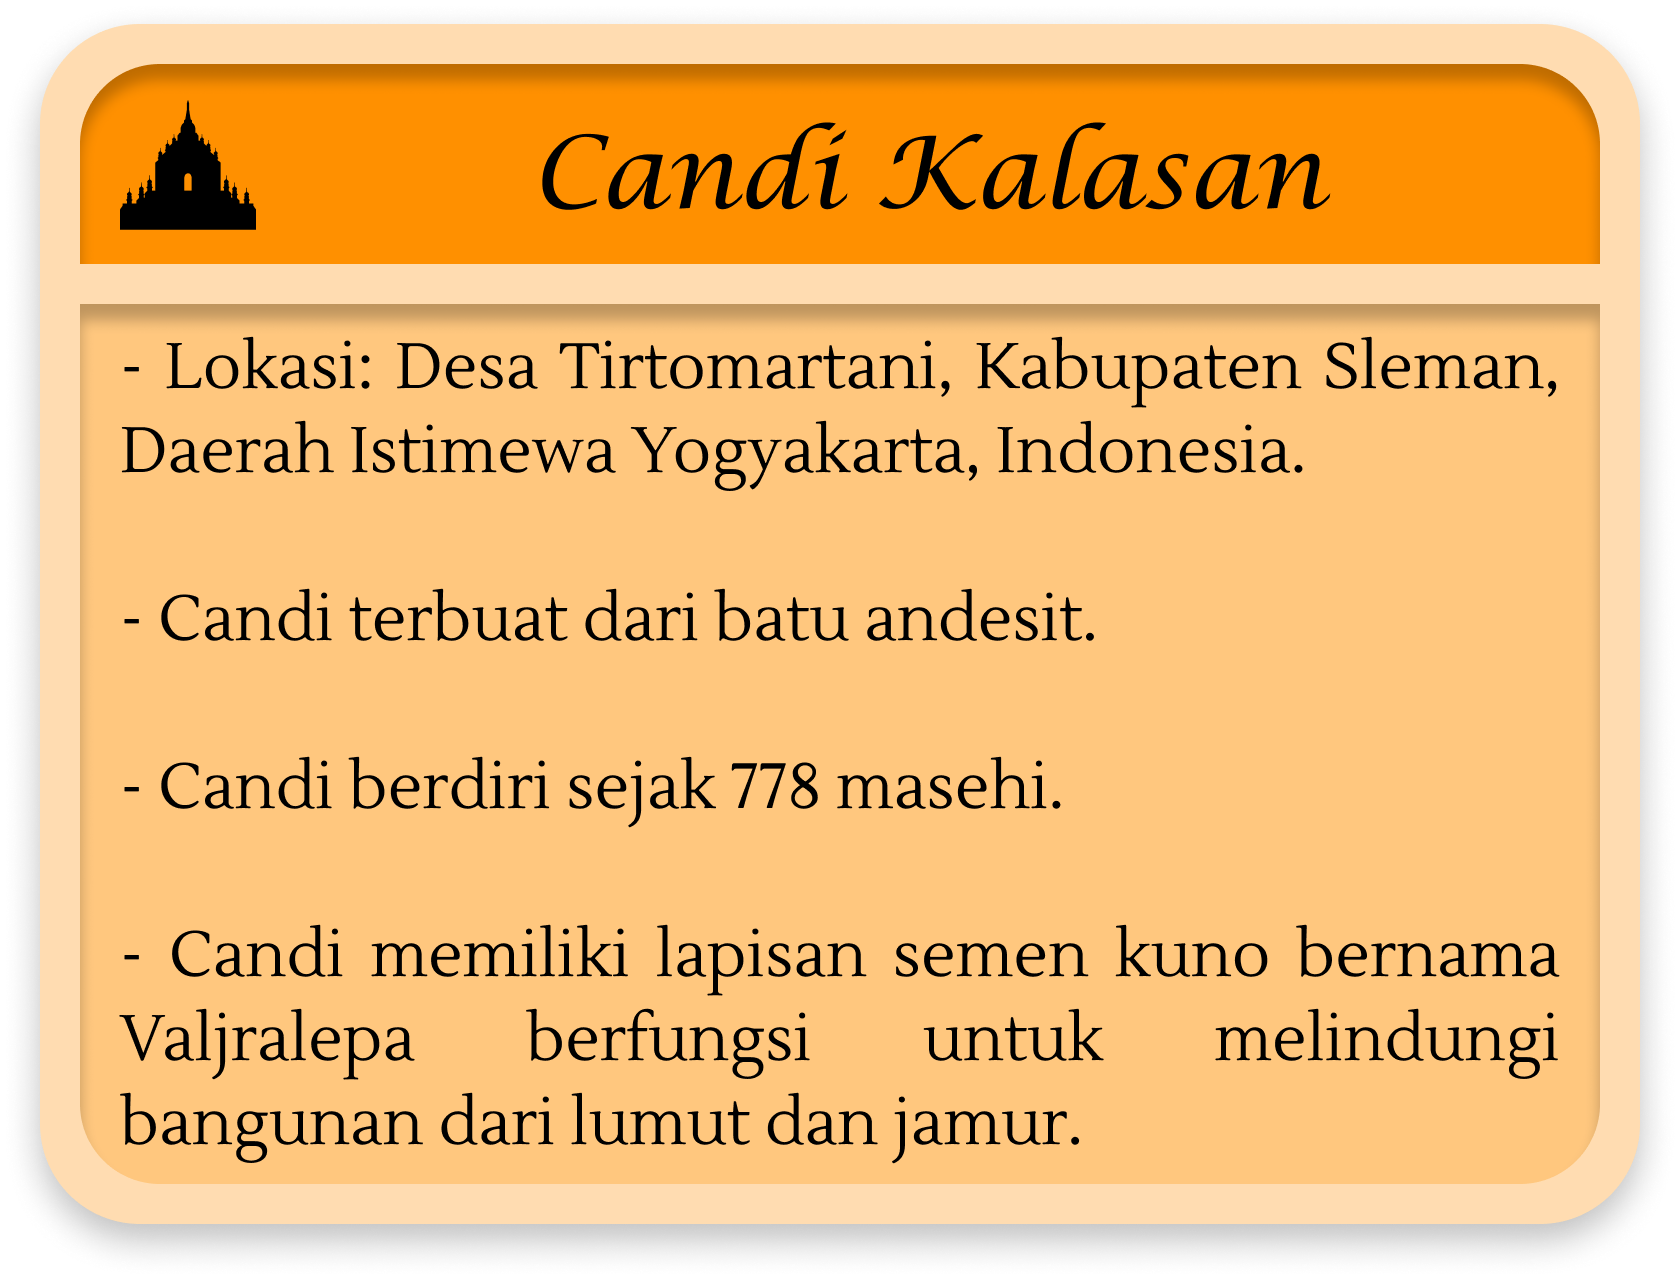 Candi Kalasan
- Lokasi: Desa Tirtomartani, Kabupaten Sleman,
Daerah Istimewa Yogyakarta, Indonesia.
- Candi terbuat dari batu andesit.
- Candi berdiri sejak 778 masehi.
- Candi memiliki lapisan semen kuno bernama
Valjralepa berfungsi untuk melindungi
bangunan dari lumut dan jamur.